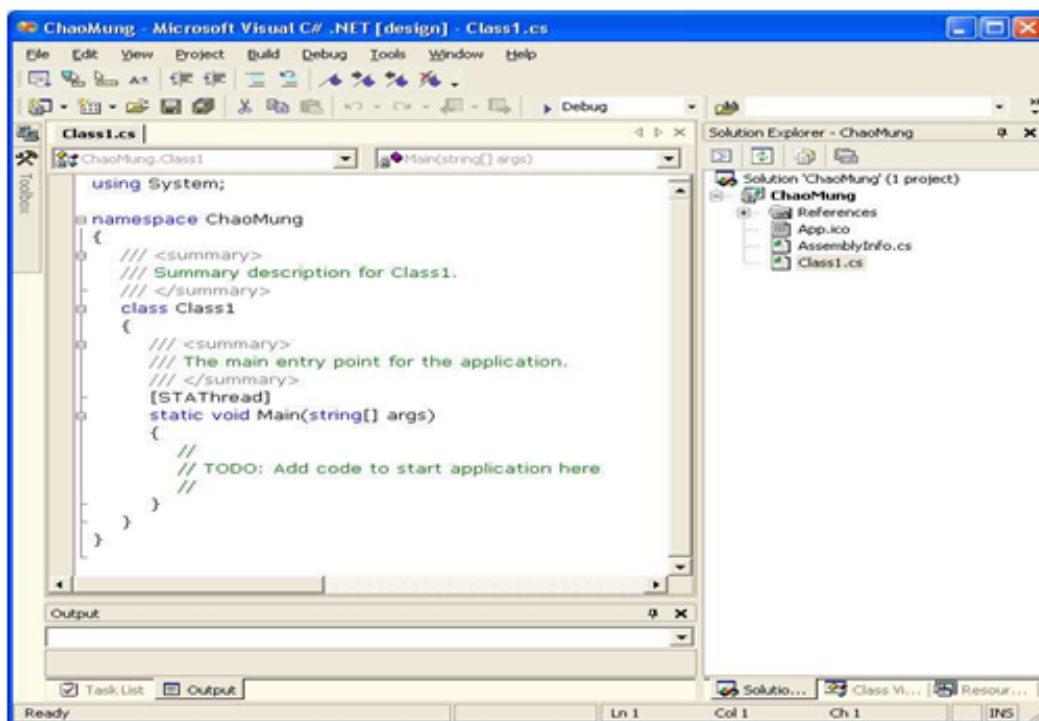 ChaoMung - Microsoft Visual C# .NET [design] - Class1.cs
File Edit View Project Build Debug Tools Window Help
Debug
Toolbox
Class1.cs
ChaoMung.Class1
Main(string[] args)
using System;
namespace ChaoMung
{
/// <summary>
/// Summary description for Class1.
/// </summary>
class Class1
{
/// <summary>
/// The main entry point for the application.
/// </summary>
[STAThread]
static void Main(string[] args)
{
//
// TODO: Add code to start application here
//
}
}
}
Solution Explorer - ChaoMung
Solution 'ChaoMung' (1 project)
ChaoMung
References
App.ico
AssemblyInfo.cs
Class1.cs
Output
Task List Output
Solutio... Class Vi... Resour...
Ready Ln 1 Col 1 Ch 1 INS